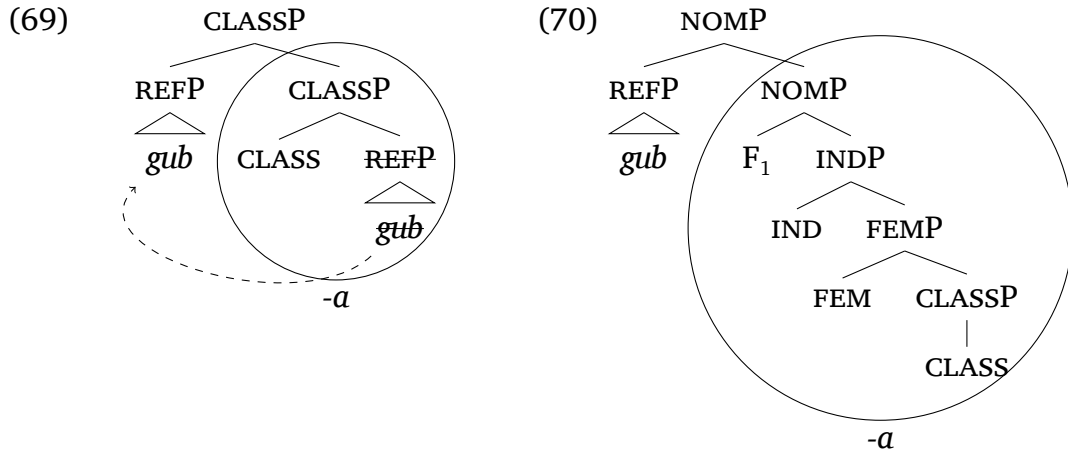 (69) CLASSP (70) NOMP
REFP CLASSP REFP NOMP
gub CLASS REFP gub F₁ INDP
gub IND FEMP
-a FEM CLASSP
CLASS
-a